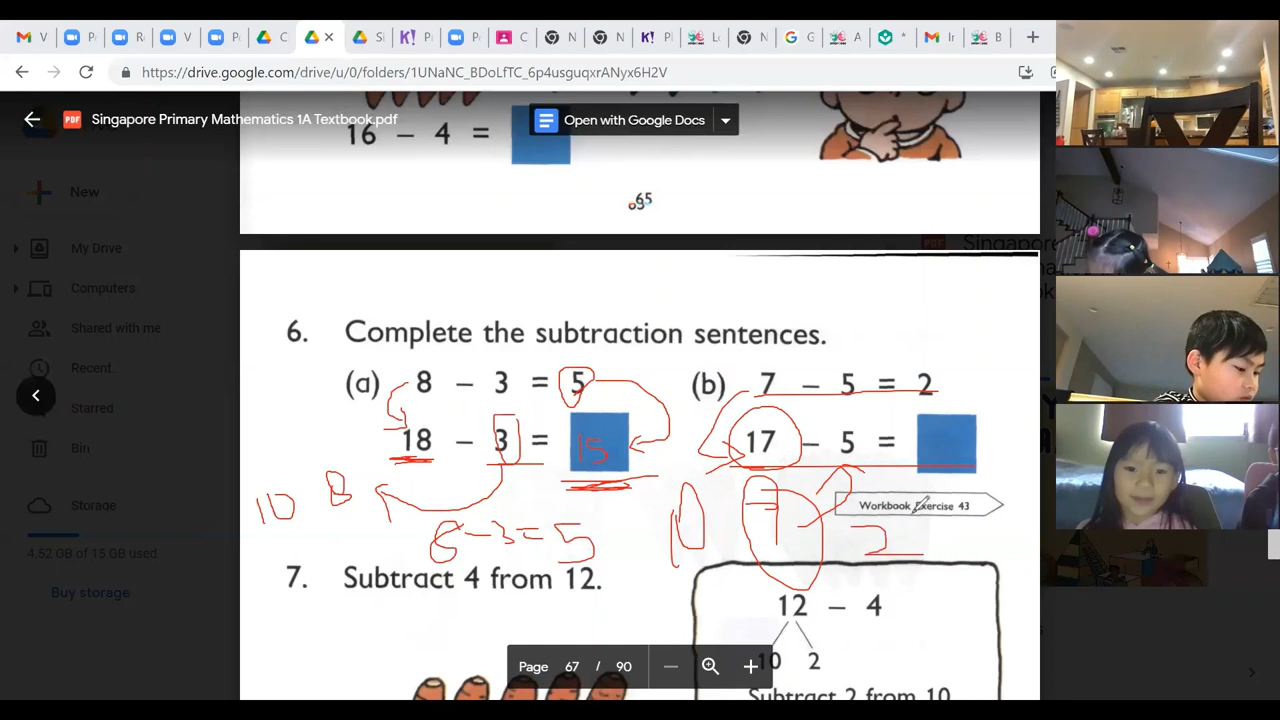 V
P
R
V
P
C
S
P
P
C
N
N
P
L
N
G
A
*
Ir
B
https://drive.google.com/drive/u/0/folders/1UNaNC_BDoLfTC_6p4usguqxrANyx6H2V
Singapore Primary Mathematics 1A Textbook.pdf
Open with Google Docs
16 - 4 =
65
New
My Drive
Computers
Shared with me
Recent
Starred
Bin
Storage
4.52 GB of 15 GB used
Buy storage
6. Complete the subtraction sentences.
(a) 8 - 3 = 5
18 - 3 = 15
(b) 7 - 5 = 2
17 - 5 =
10 8
8-3=5
10 7
2
Workbook Exercise 43
7. Subtract 4 from 12.
12 - 4
10 2
Subtract 2 from 10
Page 67 / 90